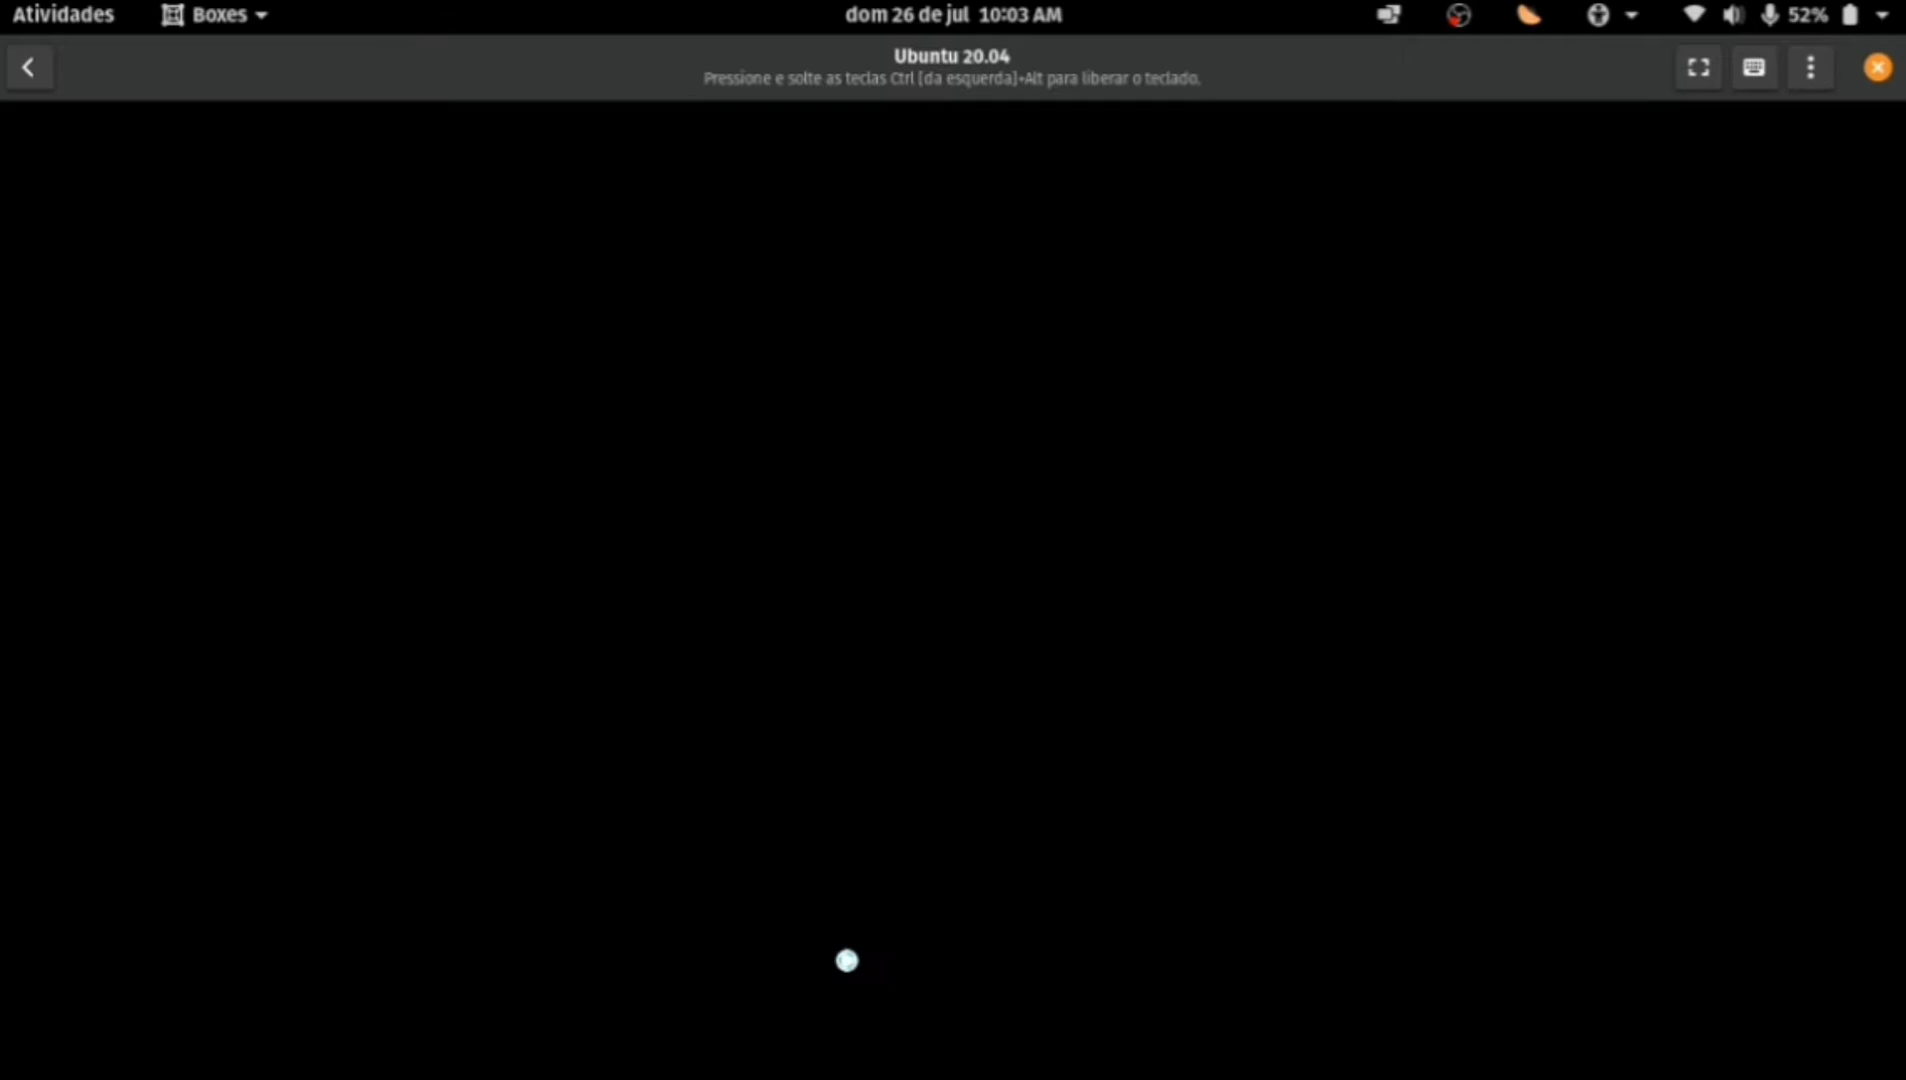 Atividades
Boxes
dom 26 de jul 10:03 AM
52%
Ubuntu 20.04
Pressione e solte as teclas Ctrl [da esquerda]+Alt para liberar o teclado.